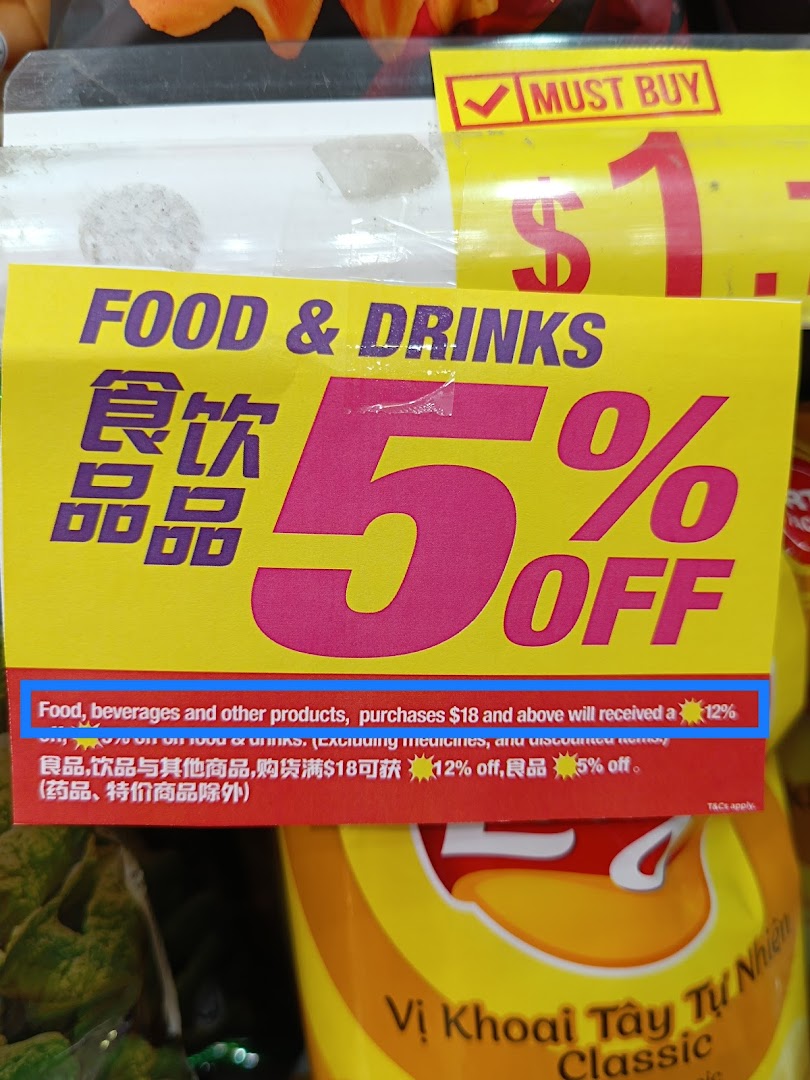 MUST BUY
$1.
FOOD & DRINKS
食品 饮品
5% OFF
Food, beverages and other products, purchases $18 and above will received a 12%
off, 5% off on food & drinks. (Excluding medicines, and discounted items)
食品,饮品与其他商品,购货满$18可获 12% off,食品 5% off 。
(药品、特价商品除外)
T&Cs apply.
Vị Khoai Tây Tự Nhiên
Classic